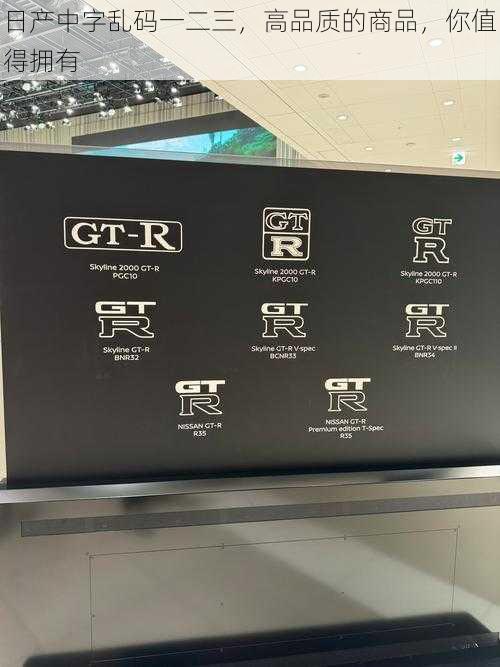 日产中字乱码一二三，高品质的商品，你值
得拥有
GT-R
Skyline 2000 GT-R
PGC10
GT
R
Skyline 2000 GT-R
KPGC10
GT
R
Skyline 2000 GT-R
KPGC110
GT
R
Skyline GT-R
BNR32
GT
R
Skyline GT-R V·spec
BCNR33
GT
R
Skyline GT-R V·spec II
BNR34
GT
R
NISSAN GT-R
R35
GT
R
NISSAN GT-R
Premium edition T-Spec
R35